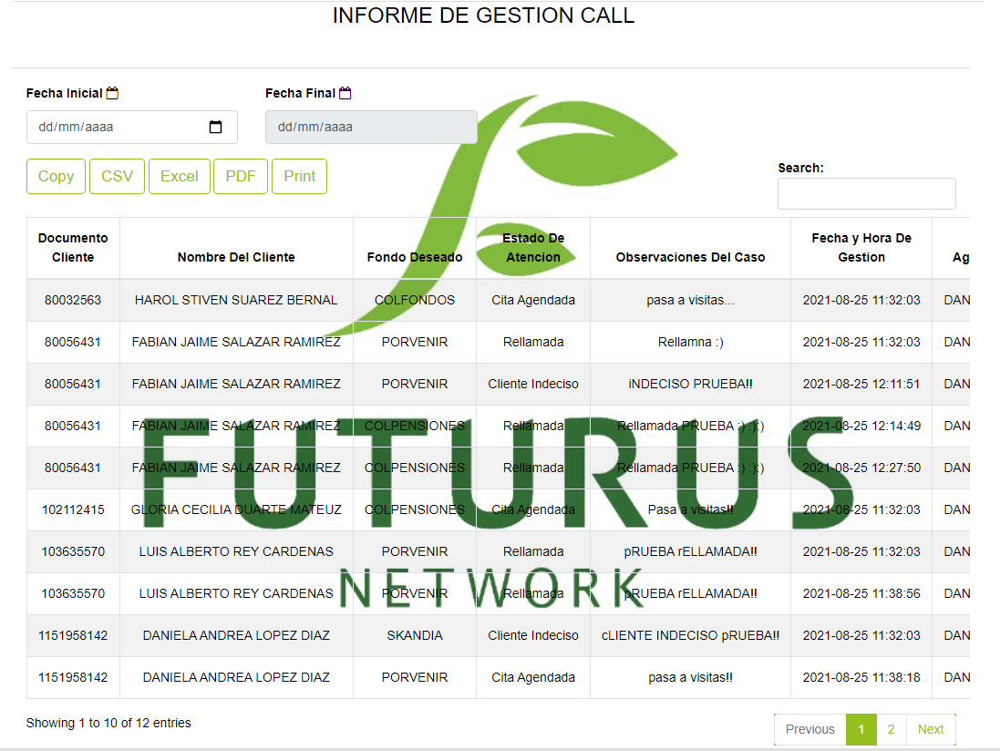 INFORME DE GESTION CALL
Fecha Inicial Fecha Final
dd/mm/aaaa dd/mm/aaaa
Copy CSV Excel PDF Print
Search:
Documento Cliente Nombre Del Cliente Fondo Deseado Estado De Atencion Observaciones Del Caso Fecha y Hora De Gestion Ag
80032563 HAROL STIVEN SUAREZ BERNAL COLFONDOS Cita Agendada pasa a visitas... 2021-08-25 11:32:03 DAN
80056431 FABIAN JAIME SALAZAR RAMIREZ PORVENIR Rellamada Rellamna :) 2021-08-25 11:32:03 DAN
80056431 FABIAN JAIME SALAZAR RAMIREZ PORVENIR Cliente Indeciso iNDECISO PRUEBA!! 2021-08-25 12:11:51 DAN
80056431 FABIAN JAIME SALAZAR RAMIREZ COLPENSIONES Rellamada Rellamada PRUEBA :) :):) 2021-08-25 12:14:49 DAN
80056431 FABIAN JAIME SALAZAR RAMIREZ COLPENSIONES Rellamada Rellamada PRUEBA :) :):) 2021-08-25 12:27:50 DAN
FUTURUS
102112415 GLORIA CECILIA DUARTE MATEUZ COLPENSIONES Cita Agendada Pasa a visitas!! 2021-08-25 11:32:03 DAN
103635570 LUIS ALBERTO REY CARDENAS PORVENIR Rellamada pRUEBA rELLAMADA!! 2021-08-25 11:32:03 DAN
103635570 LUIS ALBERTO REY CARDENAS PORVENIR Rellamada pRUEBA rELLAMADA!! 2021-08-25 11:38:56 DAN
NETWORK
1151958142 DANIELA ANDREA LOPEZ DIAZ SKANDIA Cliente Indeciso cLIENTE INDECISO pRUEBA!! 2021-08-25 11:32:03 DAN
1151958142 DANIELA ANDREA LOPEZ DIAZ PORVENIR Cita Agendada pasa a visitas!! 2021-08-25 11:38:18 DAN
Showing 1 to 10 of 12 entries
Previous 1 2 Next